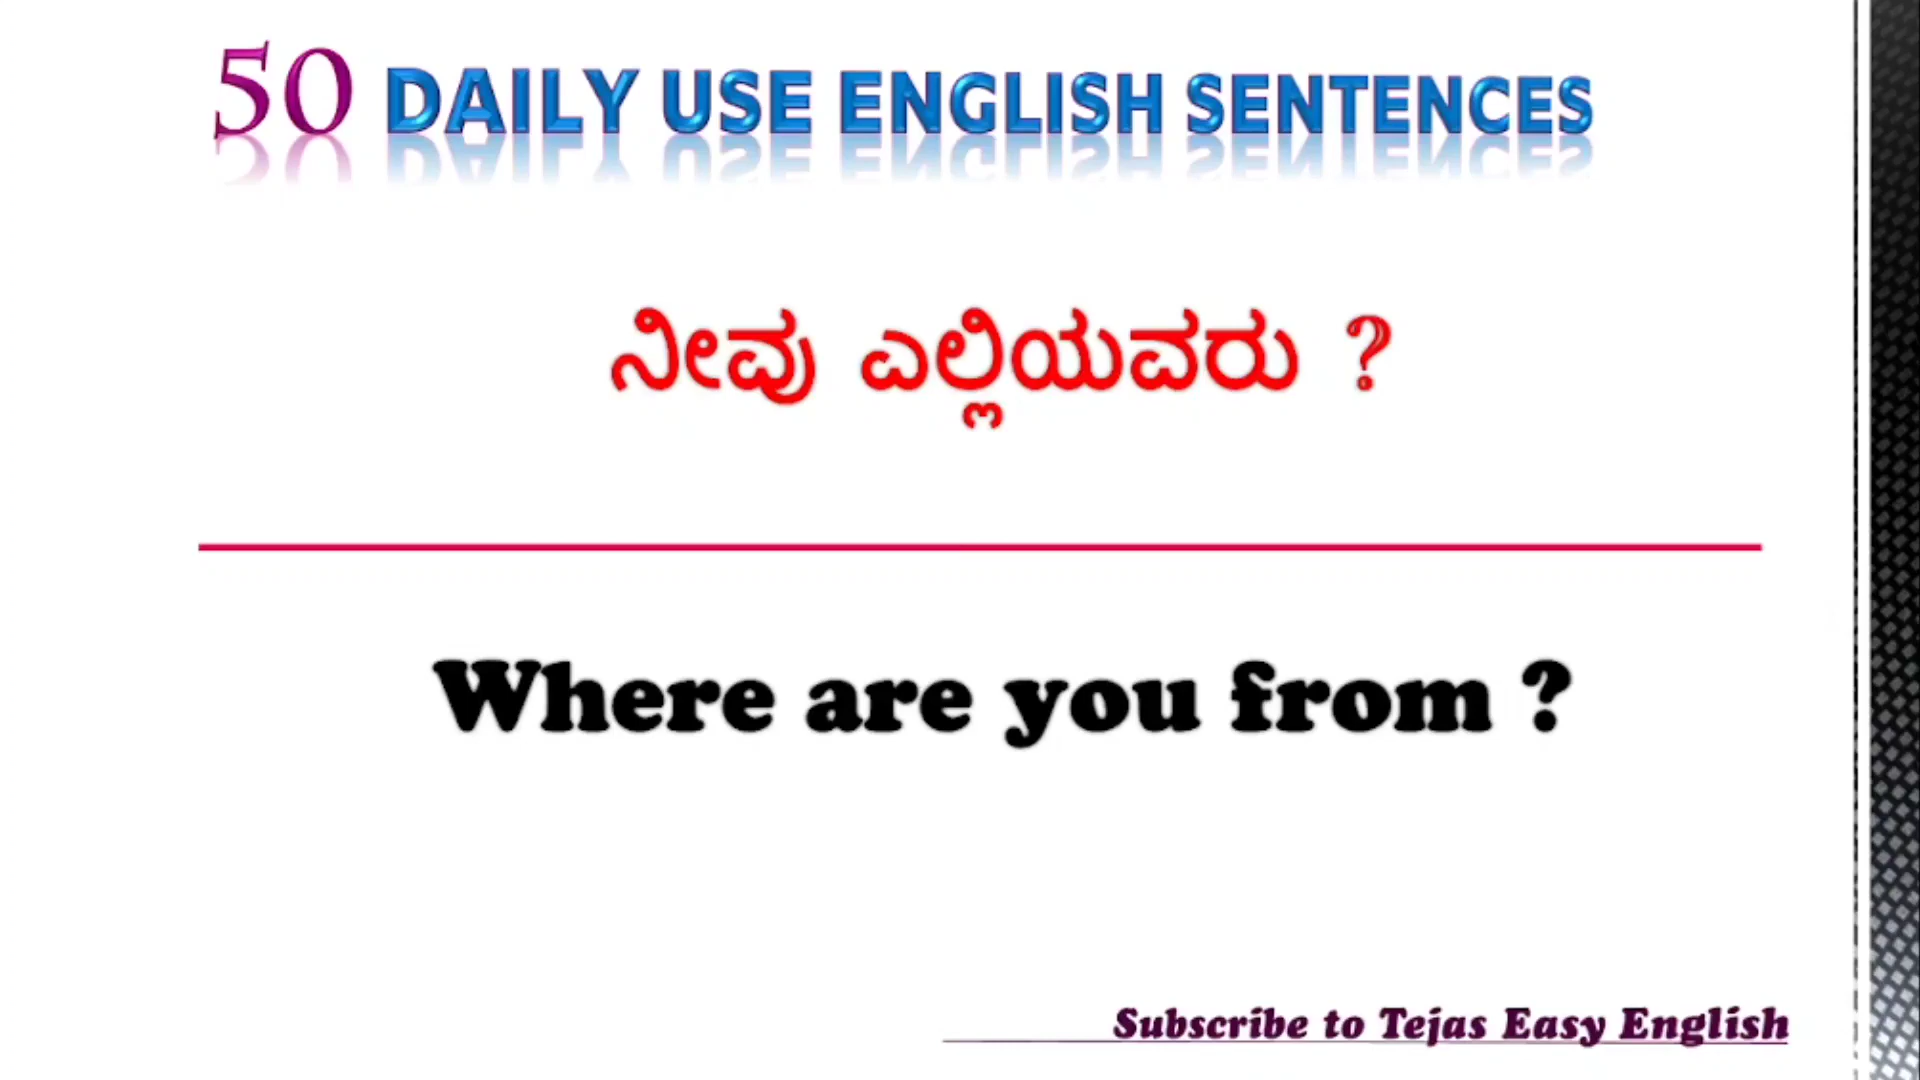 50 DAILY USE ENGLISH SENTENCES
ನೀವು ಎಲ್ಲಿಯವರು ?
Where are you from ?
Subscribe to Tejas Easy English